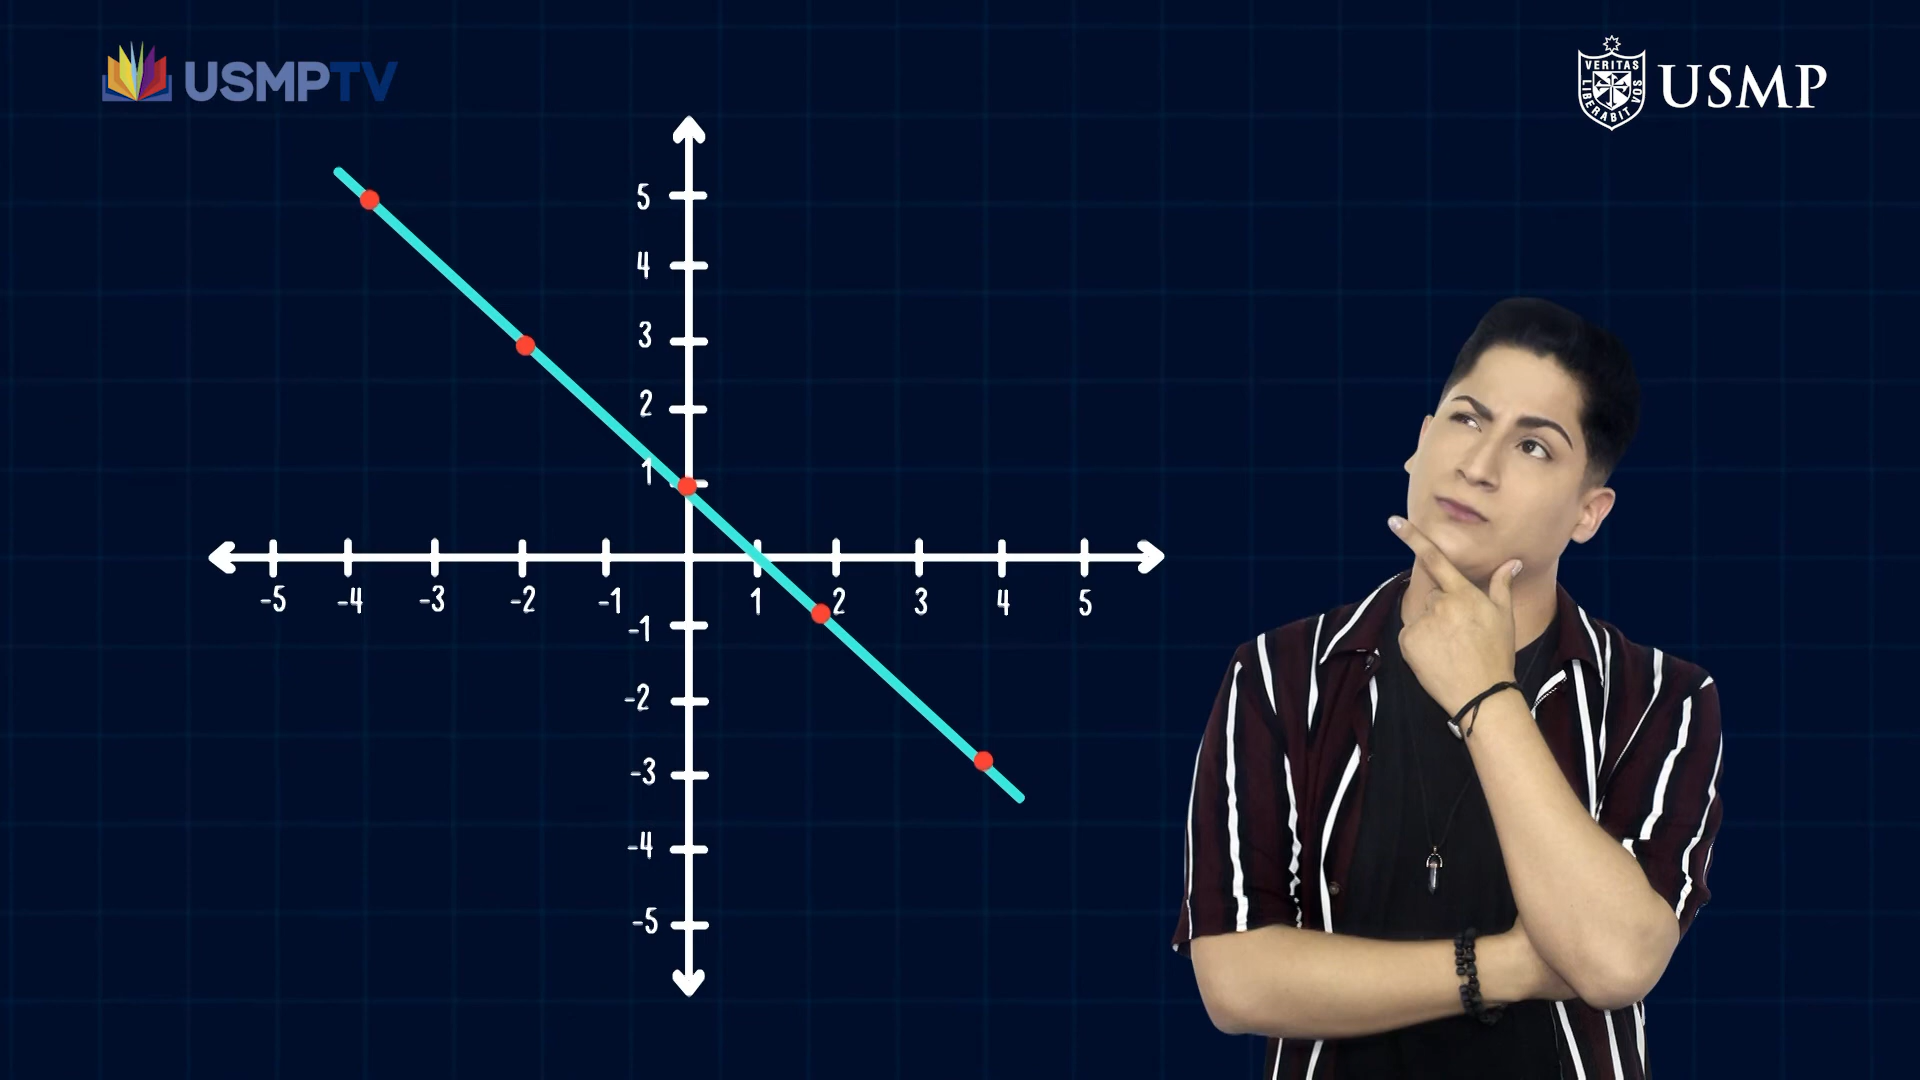 USMPTV
VERITAS
LIBERABIT VOS
USMP
5
4
3
2
1
-5 -4 -3 -2 -1 1 2 3 4 5
-1
-2
-3
-4
-5